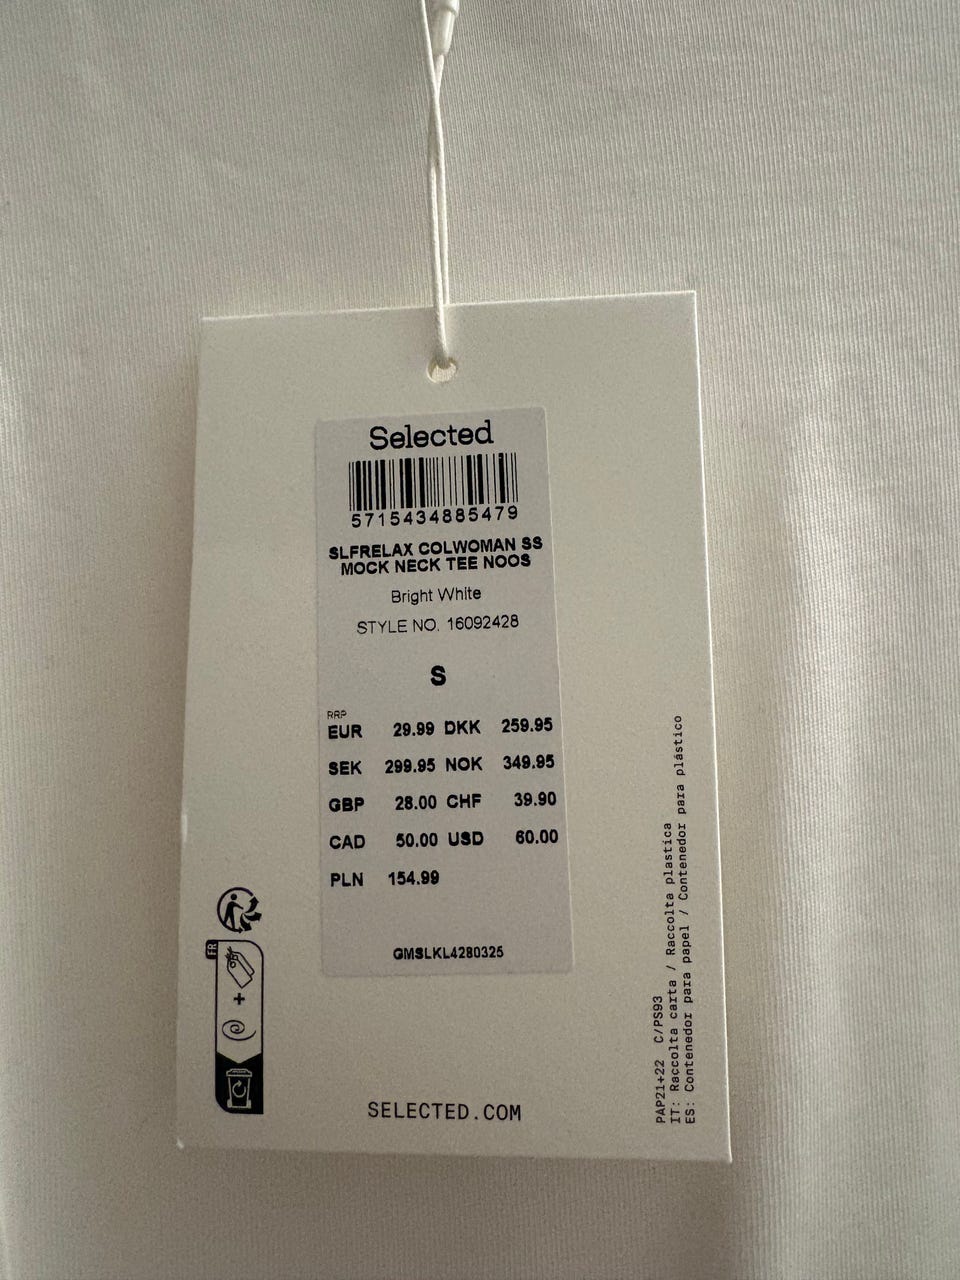 Selected
5715434885479
SLFRELAX COLWOMAN SS
MOCK NECK TEE NOOS
Bright White
STYLE NO. 16092428
S
RRP
EUR 29.99 DKK 259.95
SEK 299.95 NOK 349.95
GBP 28.00 CHF 39.90
CAD 50.00 USD 60.00
PLN 154.99
GMSLKL4280325
FR
+
SELECTED.COM
PAP21+22 C/PS93
IT: Raccolta carta / Raccolta plastica
ES: Contenedor para papel / Contenedor para plástico